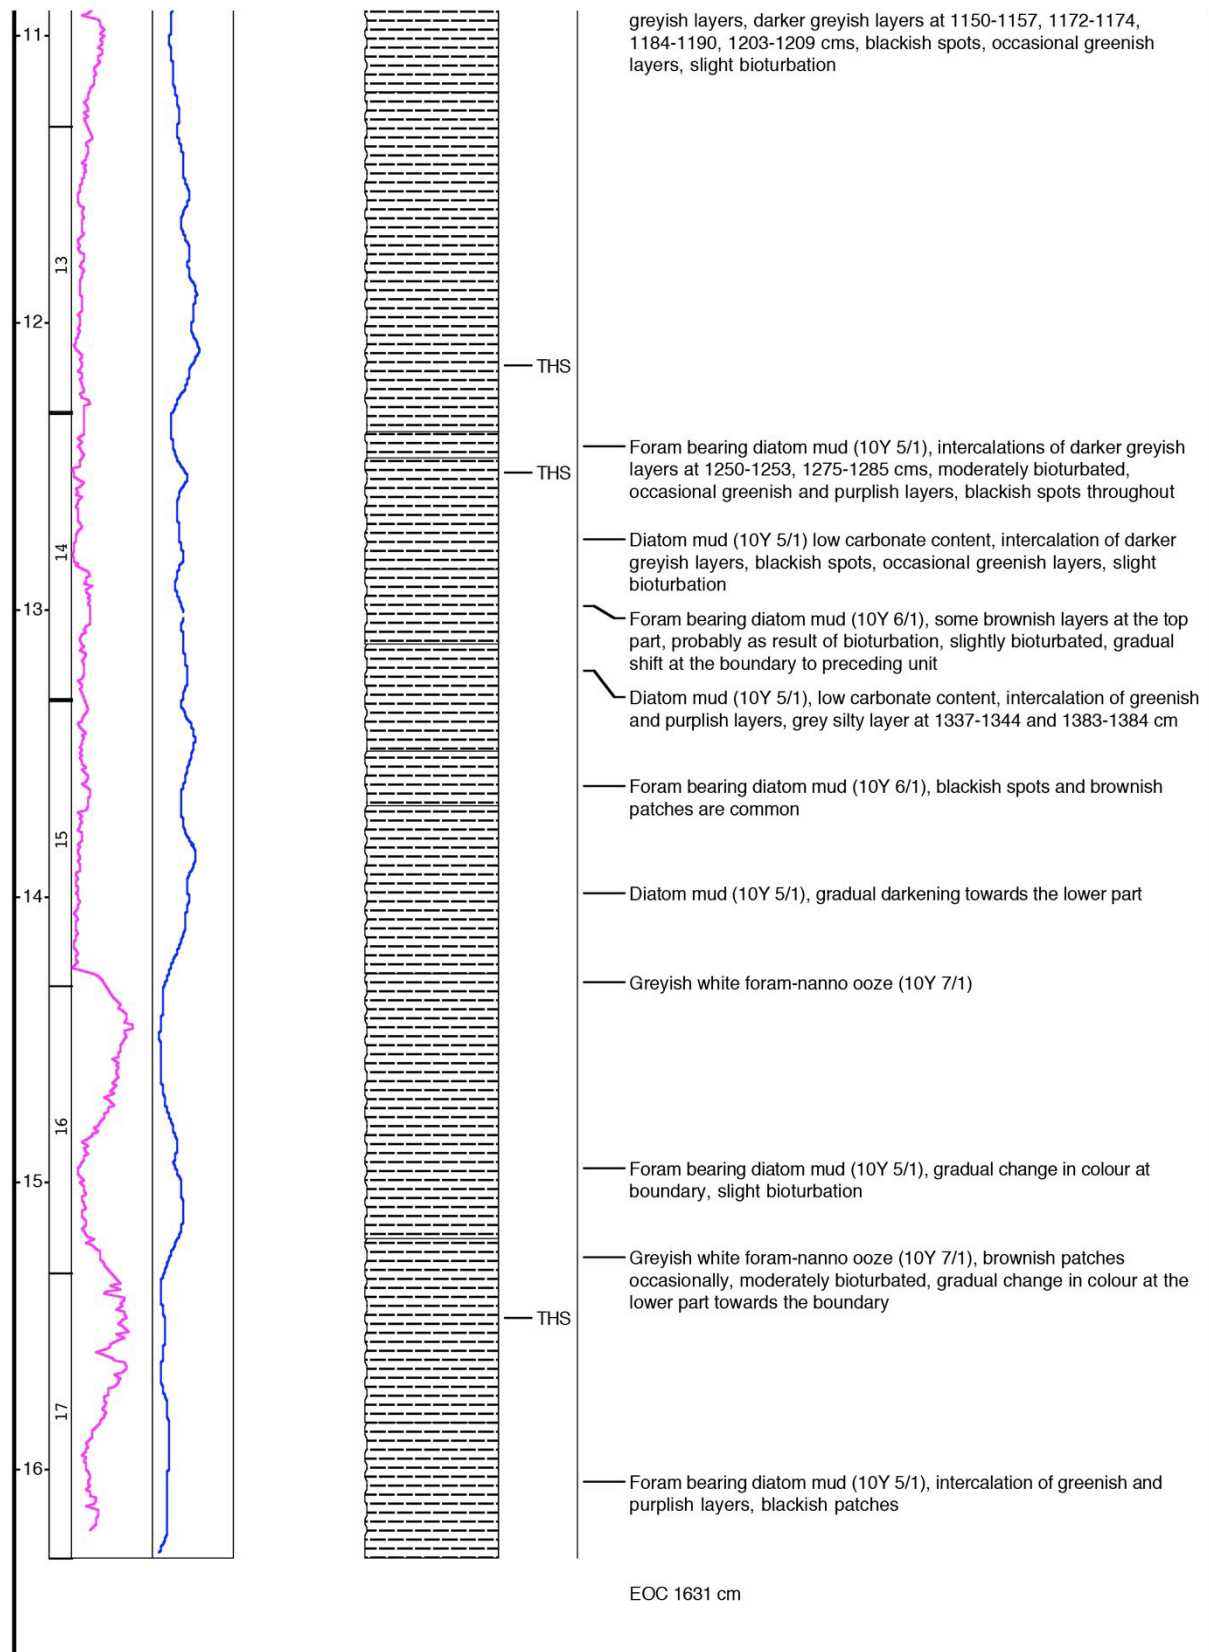 greyish layers, darker greyish layers at 1150-1157, 1172-1174,
1184-1190, 1203-1209 cms, blackish spots, occasional greenish
layers, slight bioturbation
11
13
12
THS
Foram bearing diatom mud (10Y 5/1), intercalations of darker greyish
layers at 1250-1253, 1275-1285 cms, moderately bioturbated,
occasional greenish and purplish layers, blackish spots throughout
THS
14
Diatom mud (10Y 5/1) low carbonate content, intercalation of darker
greyish layers, blackish spots, occasional greenish layers, slight
bioturbation
13
Foram bearing diatom mud (10Y 6/1), some brownish layers at the top
part, probably as result of bioturbation, slightly bioturbated, gradual
shift at the boundary to preceding unit
Diatom mud (10Y 5/1), low carbonate content, intercalation of greenish
and purplish layers, grey silty layer at 1337-1344 and 1383-1384 cm
Foram bearing diatom mud (10Y 6/1), blackish spots and brownish
patches are common
15
14
Diatom mud (10Y 5/1), gradual darkening towards the lower part
Greyish white foram-nanno ooze (10Y 7/1)
16
15
Foram bearing diatom mud (10Y 5/1), gradual change in colour at
boundary, slight bioturbation
Greyish white foram-nanno ooze (10Y 7/1), brownish patches
occasionally, moderately bioturbated, gradual change in colour at the
lower part towards the boundary
THS
17
16
Foram bearing diatom mud (10Y 5/1), intercalation of greenish and
purplish layers, blackish patches
EOC 1631 cm